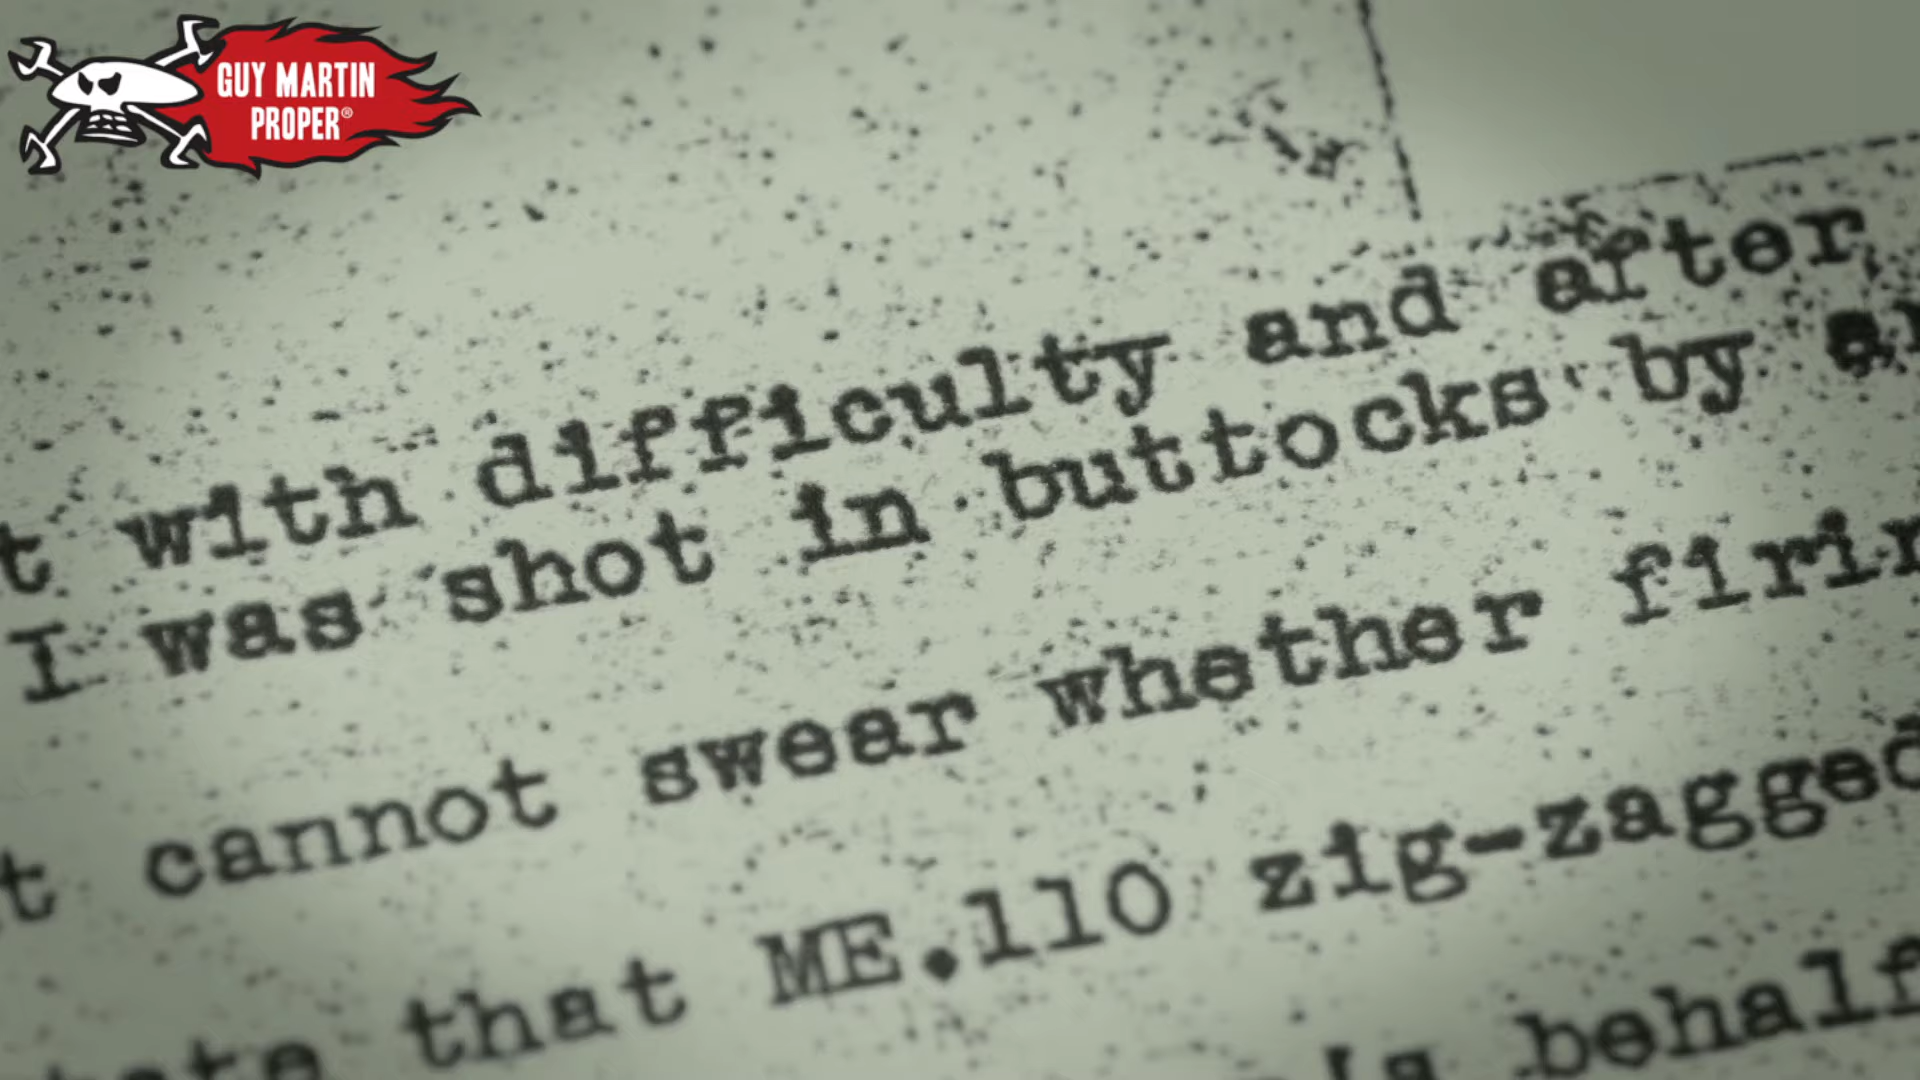 GUY MARTIN
PROPER®
t with difficulty and after
I was shot in buttocks by
t cannot swear whether
t that ME.110 zig-zagged
behalf